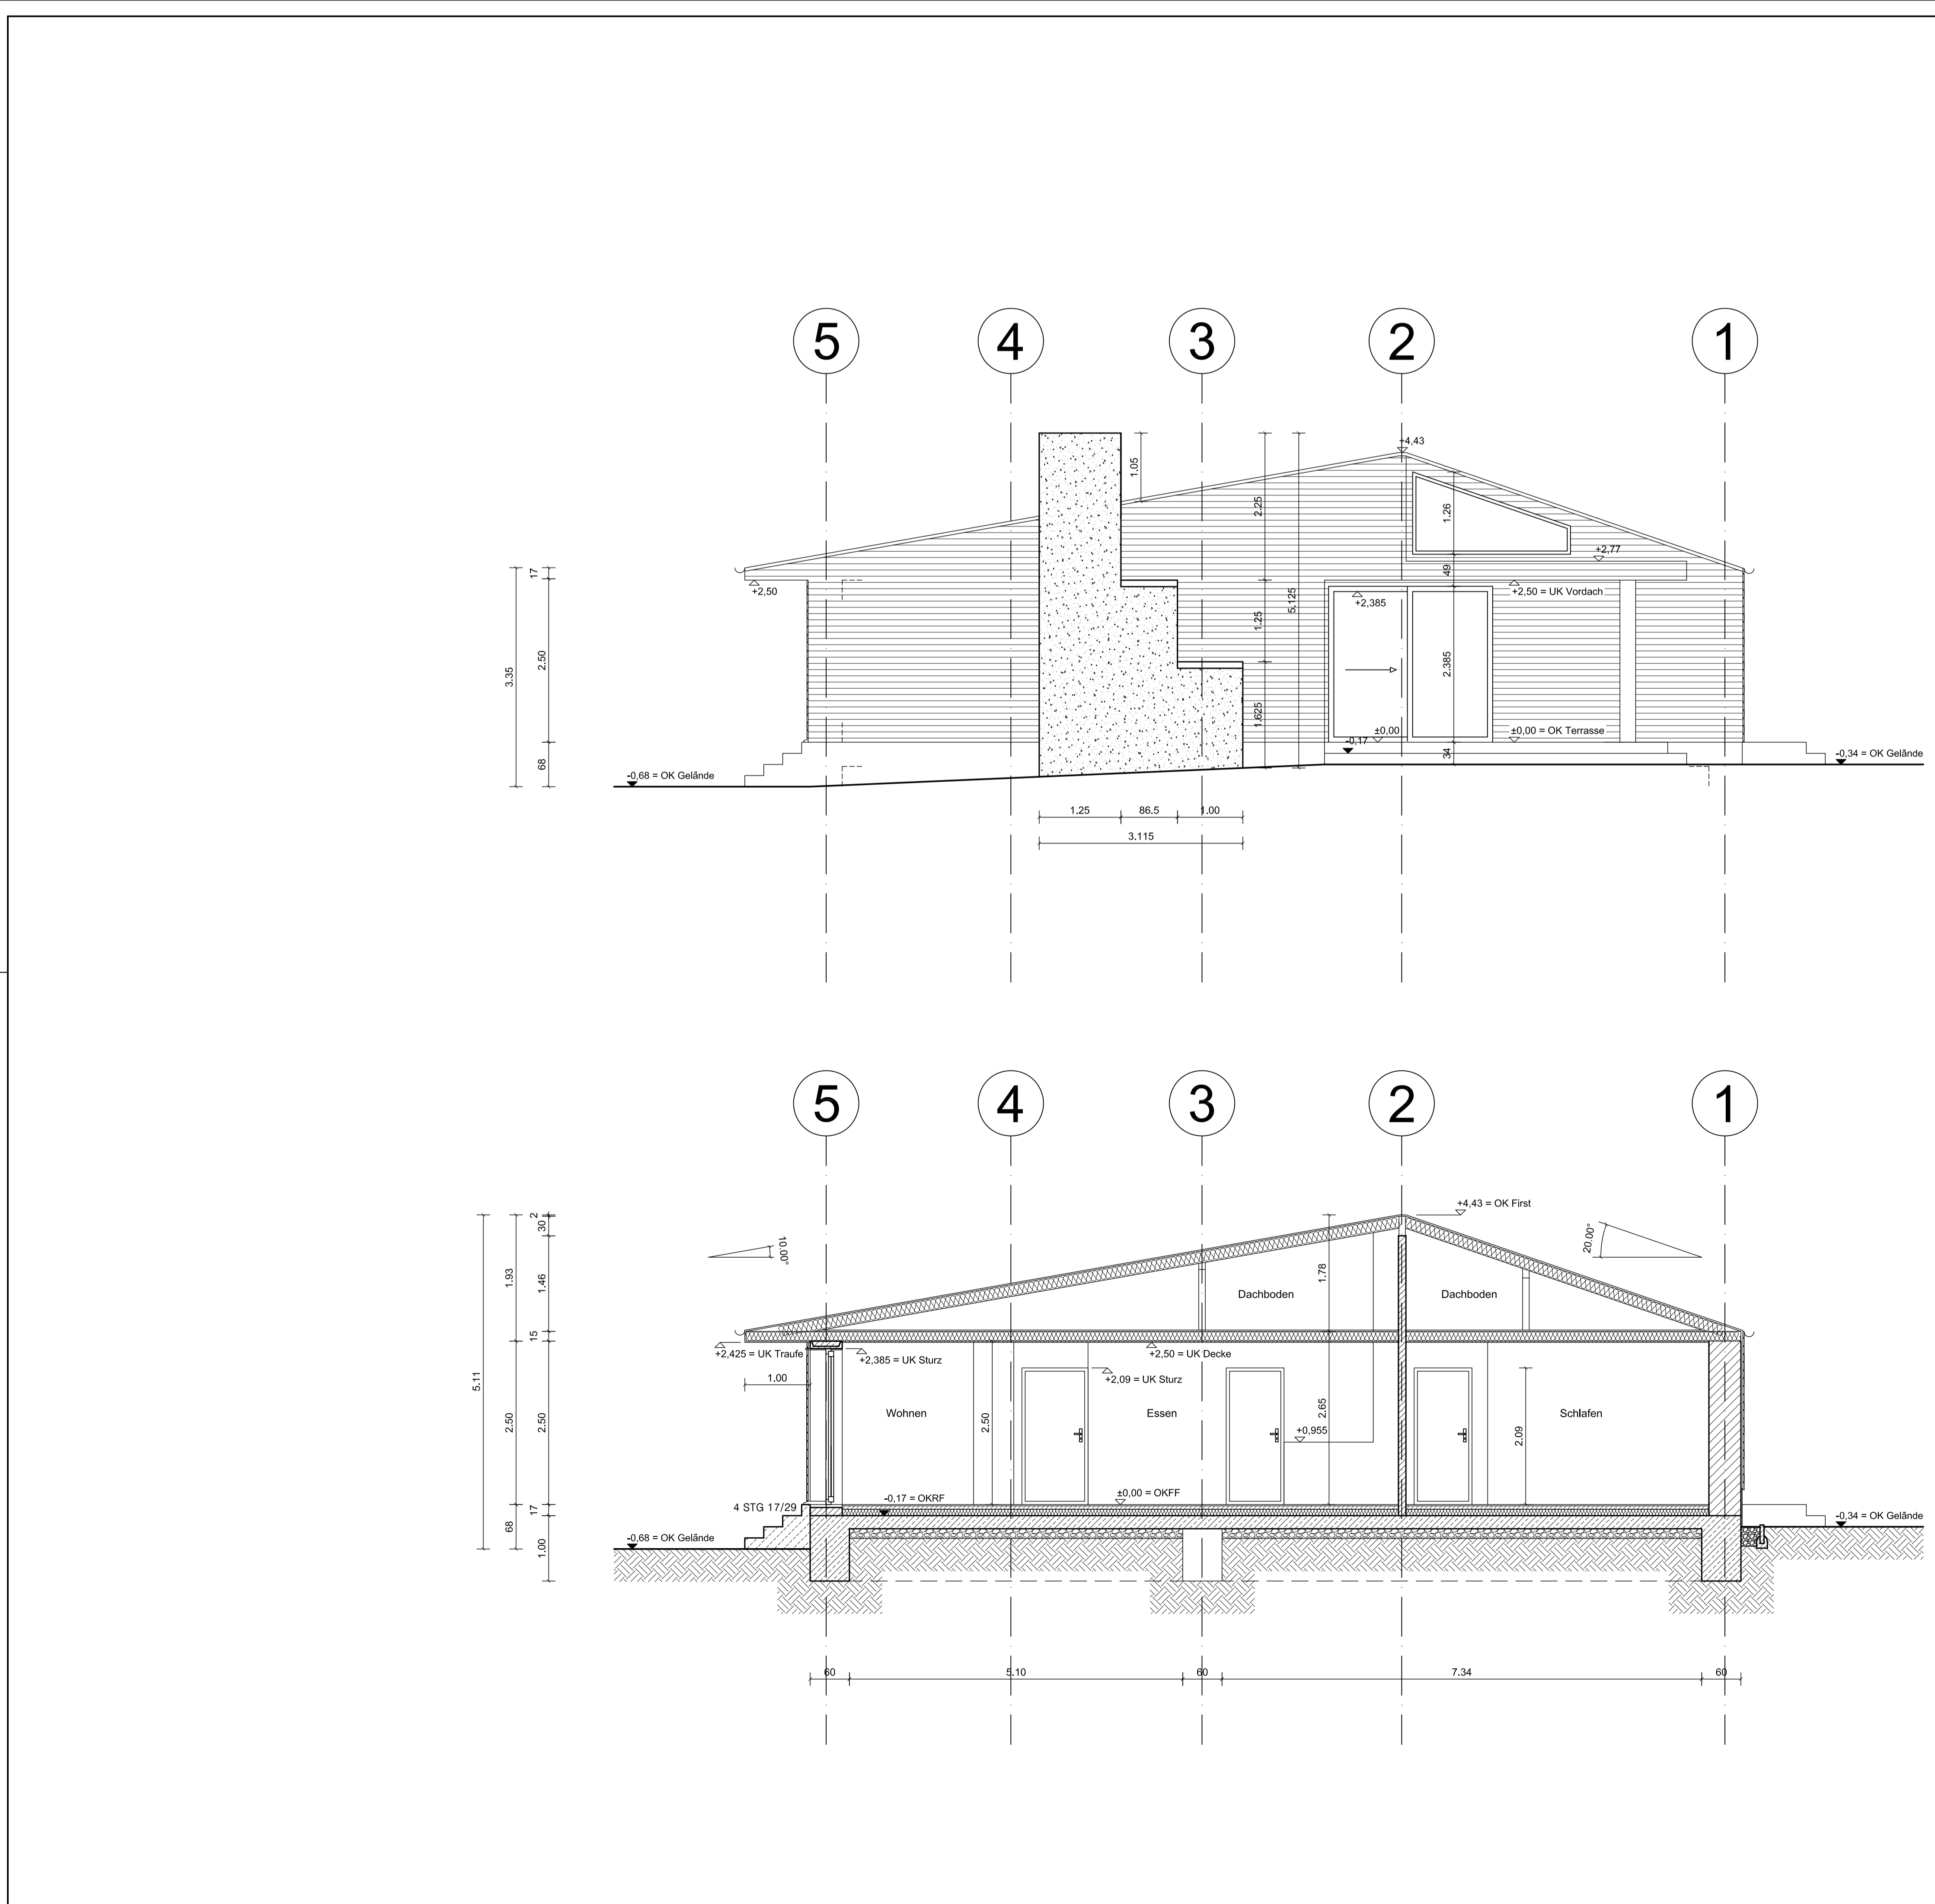 5 4 3 2 1
+4,43
1.05
2.25
1.26
+2,77
49
17
+2,50
+2,50 = UK Vordach
+2,385
5.125
1.25
2.50
3.35
2.385
1.625
±0,00
±0,00 = OK Terrasse
-0,17
34
-0,34 = OK Gelände
68
-0,68 = OK Gelände
1.25 86.5 1.00
3.115
5 4 3 2 1
+4,43 = OK First
2
30
10.00°
20.00°
1.93
1.46
1.78
Dachboden Dachboden
15
+2,425 = UK Traufe
+2,385 = UK Sturz
+2,50 = UK Decke
1.00
+2,09 = UK Sturz
5.11
Wohnen Essen Schlafen
2.50
2.50
2.50
2.65
+0,955
2.09
±0,00 = OKFF
-0,17 = OKRF
4 STG 17/29
17
-0,34 = OK Gelände
68
-0,68 = OK Gelände
1.00
60 5.10 60 7.34 60